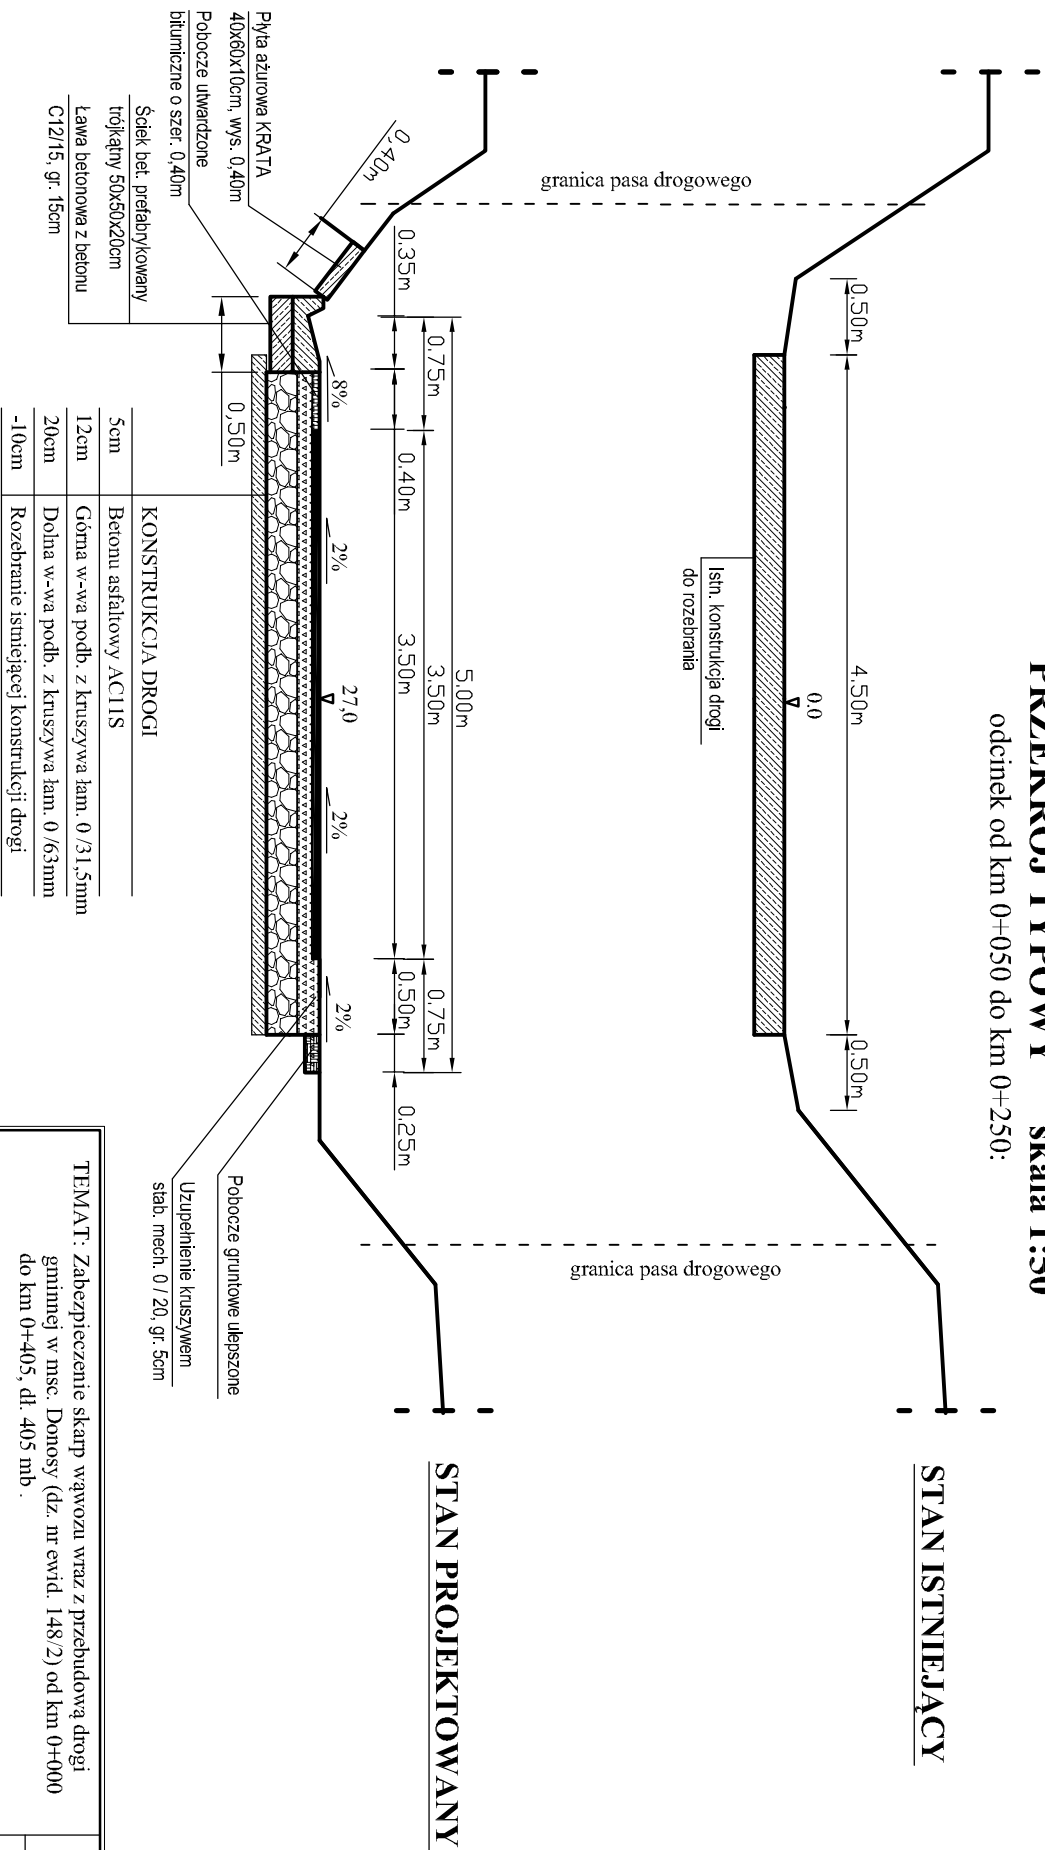 PRZEKRÓJ TYPOWY skala 1:50
odcinek od km 0+050 do km 0+250:
STAN ISTNIEJĄCY
0.50m
4.50m
0.50m
0.0
Istn. konstrukcja drogi
do rozebrania
granica pasa drogowego
granica pasa drogowego
STAN PROJEKTOWANY
5.00m
0.75m
3.50m
0.75m
0.35m
0.40m
3.50m
0.50m
0.25m
0,40m
27,0
8%
2%
2%
2%
0,50m
Płyta ażurowa KRATA
40x60x10cm, wys. 0,40m
Pobocze utwardzone
bitumiczne o szer. 0,40m
Ściek bet. prefabrykowany
trójkątny 50x50x20cm
Ława betonowa z betonu
C12/15, gr. 15cm
Pobocze gruntowe ulepszone
Uzupełnienie kruszywem
stab. mech. 0 / 20, gr. 5cm
KONSTRUKCJA DROGI
5cm Betonu asfaltowy AC11S
12cm Górna w-wa podb. z kruszywa łam. 0 /31,5mm
20cm Dolna w-wa podb. z kruszywa łam. 0 /63mm
-10cm Rozebranie istniejącej konstrukcji drogi
TEMAT: Zabezpieczenie skarp wąwozu wraz z przebudową drogi
gminnej w msc. Donosy (dz. nr ewid. 148/2) od km 0+000
do km 0+405, dł. 405 mb .